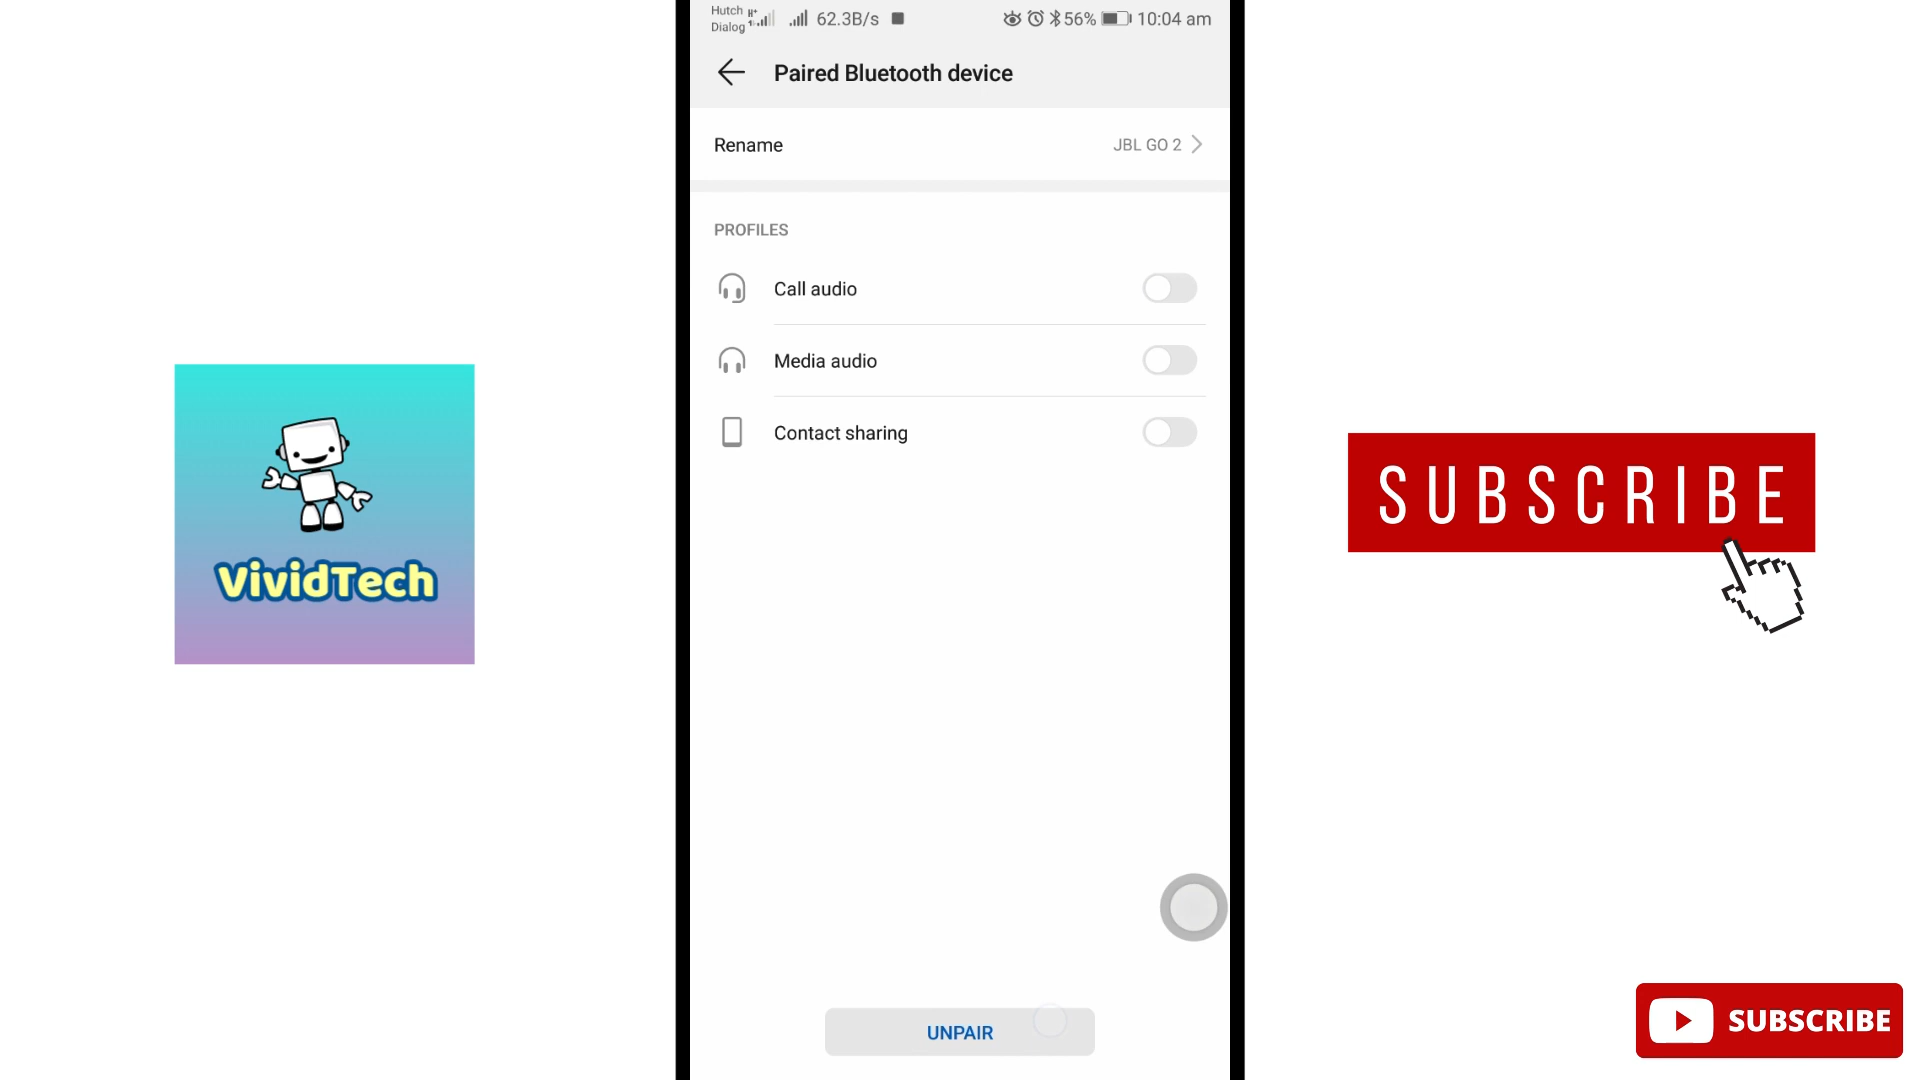 Hutch
Dialog
62.3B/s
56%
10:04 am
Paired Bluetooth device
Rename
JBL GO 2
PROFILES
Call audio
Media audio
Contact sharing
UNPAIR
VividTech
SUBSCRIBE
SUBSCRIBE